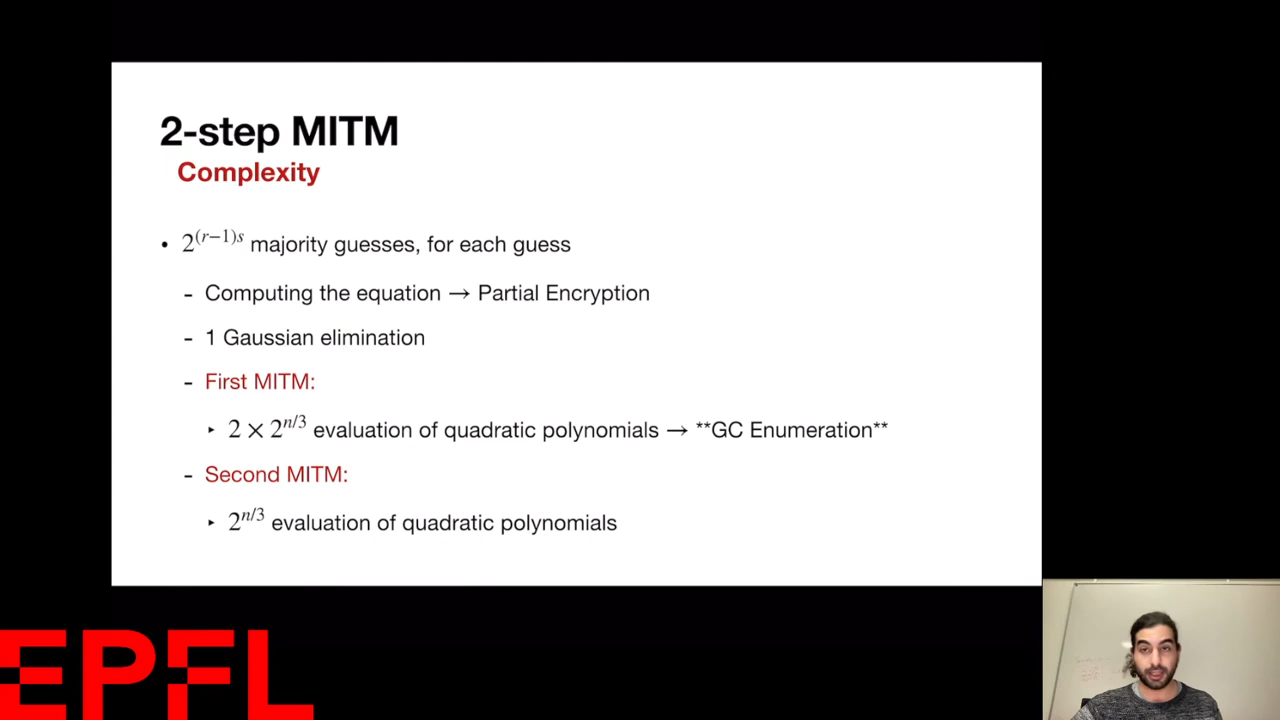 2-step MITM
Complexity
• 2^{(r−1)s} majority guesses, for each guess
- Computing the equation → Partial Encryption
- 1 Gaussian elimination
- First MITM:
‣ 2 × 2^{n/3} evaluation of quadratic polynomials → **GC Enumeration**
- Second MITM:
‣ 2^{n/3} evaluation of quadratic polynomials
EPFL